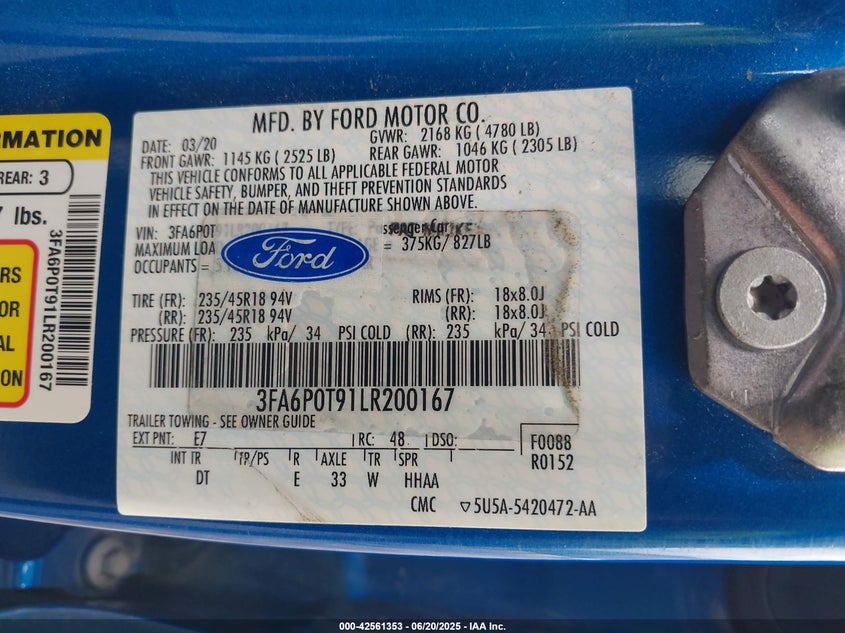 RMATION
REAR: 3
lbs.
RS
OR
AL
ON
3FA6P0T91LR200167
MFD. BY FORD MOTOR CO.
DATE: 03/20 GVWR: 2168 KG ( 4780 LB)
FRONT GAWR: 1145 KG ( 2525 LB) REAR GAWR: 1046 KG ( 2305 LB)
THIS VEHICLE CONFORMS TO ALL APPLICABLE FEDERAL MOTOR
VEHICLE SAFETY, BUMPER, AND THEFT PREVENTION STANDARDS
IN EFFECT ON THE DATE OF MANUFACTURE SHOWN ABOVE.
VIN: 3FA6P0T
MAXIMUM LOA = 375KG/ 827LB
OCCUPANTS =
Ford
TIRE (FR): 235/45R18 94V RIMS (FR): 18x8.0J
(RR): 235/45R18 94V (RR): 18x8.0J
PRESSURE (FR): 235 kPa/ 34 PSI COLD (RR): 235 kPa/ 34 PSI COLD
3FA6P0T91LR200167
TRAILER TOWING - SEE OWNER GUIDE
EXT PNT: E7 RC: 48 DSO: F0088
INT TR TP/PS R AXLE TR SPR R0152
DT E 33 W HHAA
CMC 5U5A-5420472-AA
000-42561353 - 06/20/2025 - IAA Inc.